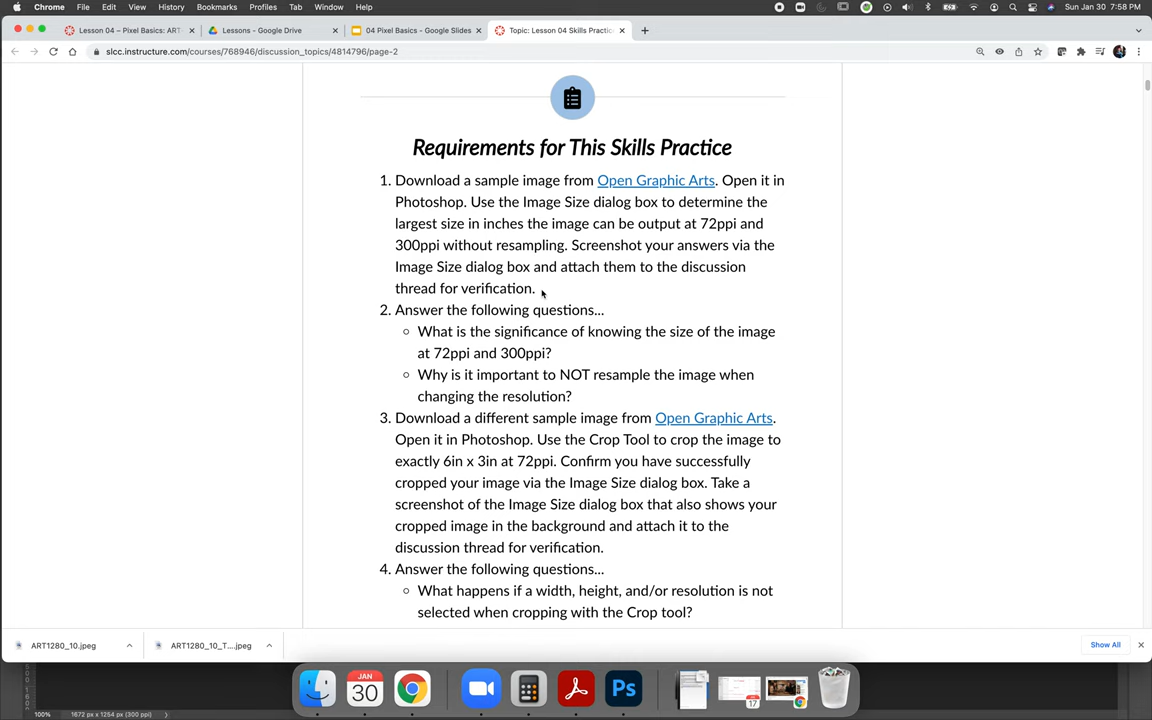 Chrome File Edit View History Bookmarks Profiles Tab Window Help Sun Jan 30 7:58 PM
Lesson 04 – Pixel Basics: ART- Lessons - Google Drive 04 Pixel Basics - Google Slides Topic: Lesson 04 Skills Practic
slcc.instructure.com/courses/768946/discussion_topics/4814796/page-2
Requirements for This Skills Practice
1. Download a sample image from Open Graphic Arts. Open it in
Photoshop. Use the Image Size dialog box to determine the
largest size in inches the image can be output at 72ppi and
300ppi without resampling. Screenshot your answers via the
Image Size dialog box and attach them to the discussion
thread for verification.
2. Answer the following questions...
What is the significance of knowing the size of the image
at 72ppi and 300ppi?
Why is it important to NOT resample the image when
changing the resolution?
3. Download a different sample image from Open Graphic Arts.
Open it in Photoshop. Use the Crop Tool to crop the image to
exactly 6in x 3in at 72ppi. Confirm you have successfully
cropped your image via the Image Size dialog box. Take a
screenshot of the Image Size dialog box that also shows your
cropped image in the background and attach it to the
discussion thread for verification.
4. Answer the following questions...
What happens if a width, height, and/or resolution is not
selected when cropping with the Crop tool?
ART1280_10.jpeg ART1280_10_T....jpeg Show All
JAN
30
Ps
17
100% 1672 px x 1254 px (300 ppi)